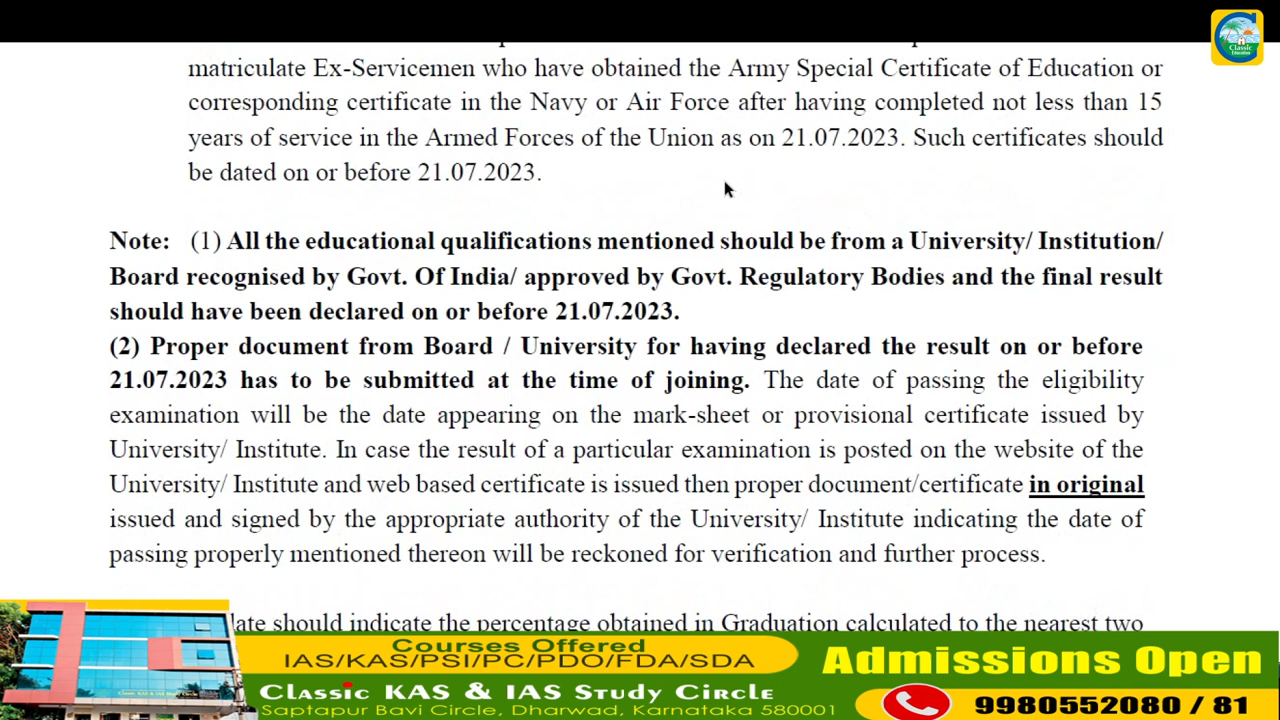 Classic
Education
matriculate Ex-Servicemen who have obtained the Army Special Certificate of Education or
corresponding certificate in the Navy or Air Force after having completed not less than 15
years of service in the Armed Forces of the Union as on 21.07.2023. Such certificates should
be dated on or before 21.07.2023.
Note: (1) All the educational qualifications mentioned should be from a University/ Institution/
Board recognised by Govt. Of India/ approved by Govt. Regulatory Bodies and the final result
should have been declared on or before 21.07.2023.
(2) Proper document from Board / University for having declared the result on or before
21.07.2023 has to be submitted at the time of joining. The date of passing the eligibility
examination will be the date appearing on the mark-sheet or provisional certificate issued by
University/ Institute. In case the result of a particular examination is posted on the website of the
University/ Institute and web based certificate is issued then proper document/certificate in original
issued and signed by the appropriate authority of the University/ Institute indicating the date of
passing properly mentioned thereon will be reckoned for verification and further process.
should indicate the percentage obtained in Graduation calculated to the nearest two
Courses Offered
IAS/KAS/PSI/PC/PDO/FDA/SDA
Classic KAS & IAS Study Circle
Saptapur Bavi Circle, Dharwad, Karnataka 580001
Admissions Open
9980552080 / 81